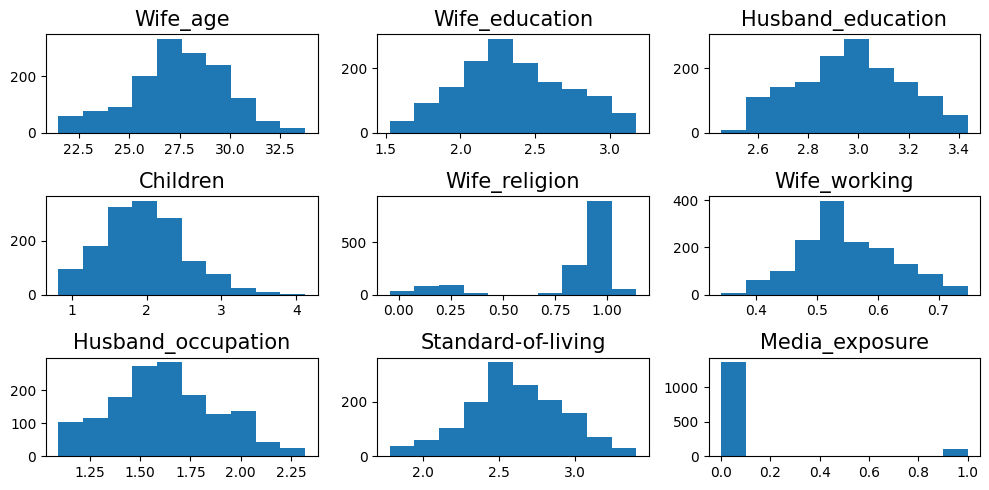 Wife_age Wife_education Husband_education
200
0
22.5 25.0 27.5 30.0 32.5
200
0
1.5 2.0 2.5 3.0
200
0
2.6 2.8 3.0 3.2 3.4
Children Wife_religion Wife_working
200
0
1 2 3 4
500
0
0.00 0.25 0.50 0.75 1.00
400
200
0
0.4 0.5 0.6 0.7
Husband_occupation Standard-of-living Media_exposure
200
100
0
1.25 1.50 1.75 2.00 2.25
200
0
2.0 2.5 3.0
1000
500
0
0.0 0.2 0.4 0.6 0.8 1.0